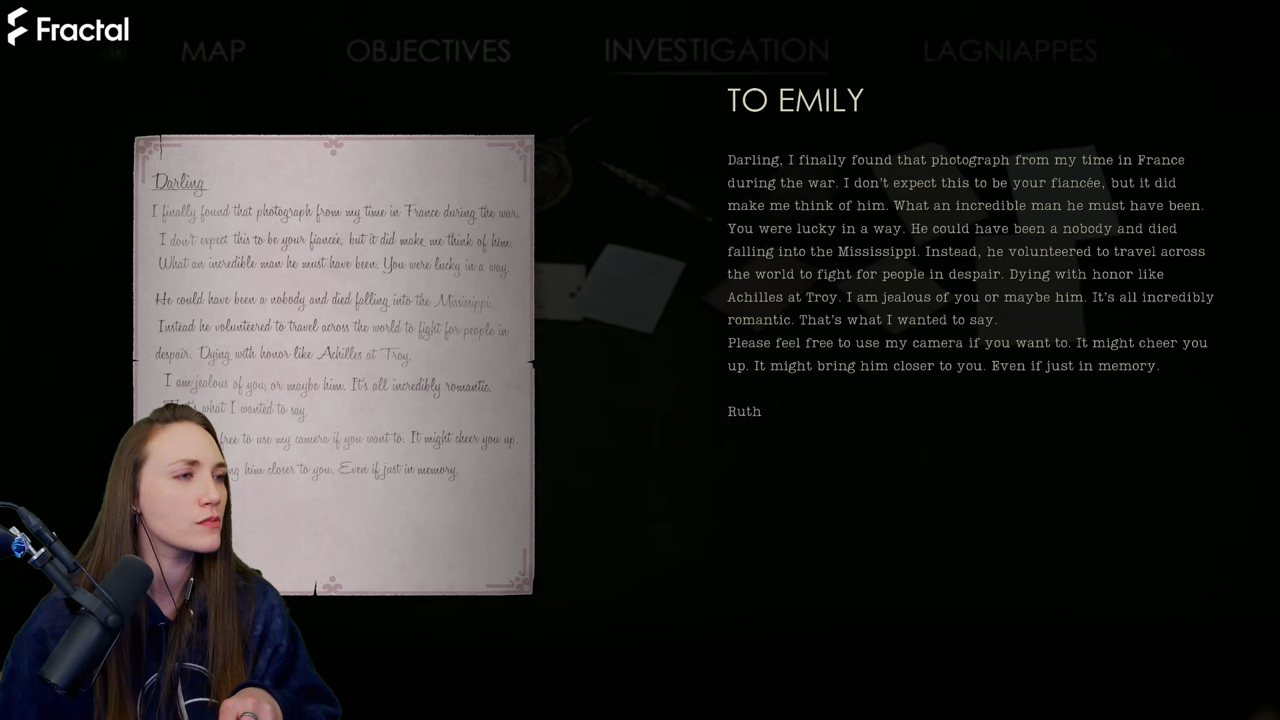 Fractal
MAP
OBJECTIVES
INVESTIGATION
LAGNIAPPES
TO EMILY
Darling
I finally found that photograph from my time in France during the war.
I don't expect this to be your fiancée, but it did make me think of him.
What an incredible man he must have been. You were lucky in a way.
He could have been a nobody and died falling into the Mississippi.
Instead he volunteered to travel across the world to fight for people in
despair. Dying with honor like Achilles at Troy.
I am jealous of you or maybe him. It's all incredibly romantic.
That's what I wanted to say.
free to use my camera if you want to. It might cheer you up.
him closer to you. Even if just in memory.
Darling, I finally found that photograph from my time in France
during the war. I don't expect this to be your fiancée, but it did
make me think of him. What an incredible man he must have been.
You were lucky in a way. He could have been a nobody and died
falling into the Mississippi. Instead, he volunteered to travel across
the world to fight for people in despair. Dying with honor like
Achilles at Troy. I am jealous of you or maybe him. It's all incredibly
romantic. That's what I wanted to say.
Please feel free to use my camera if you want to. It might cheer you
up. It might bring him closer to you. Even if just in memory.
Ruth